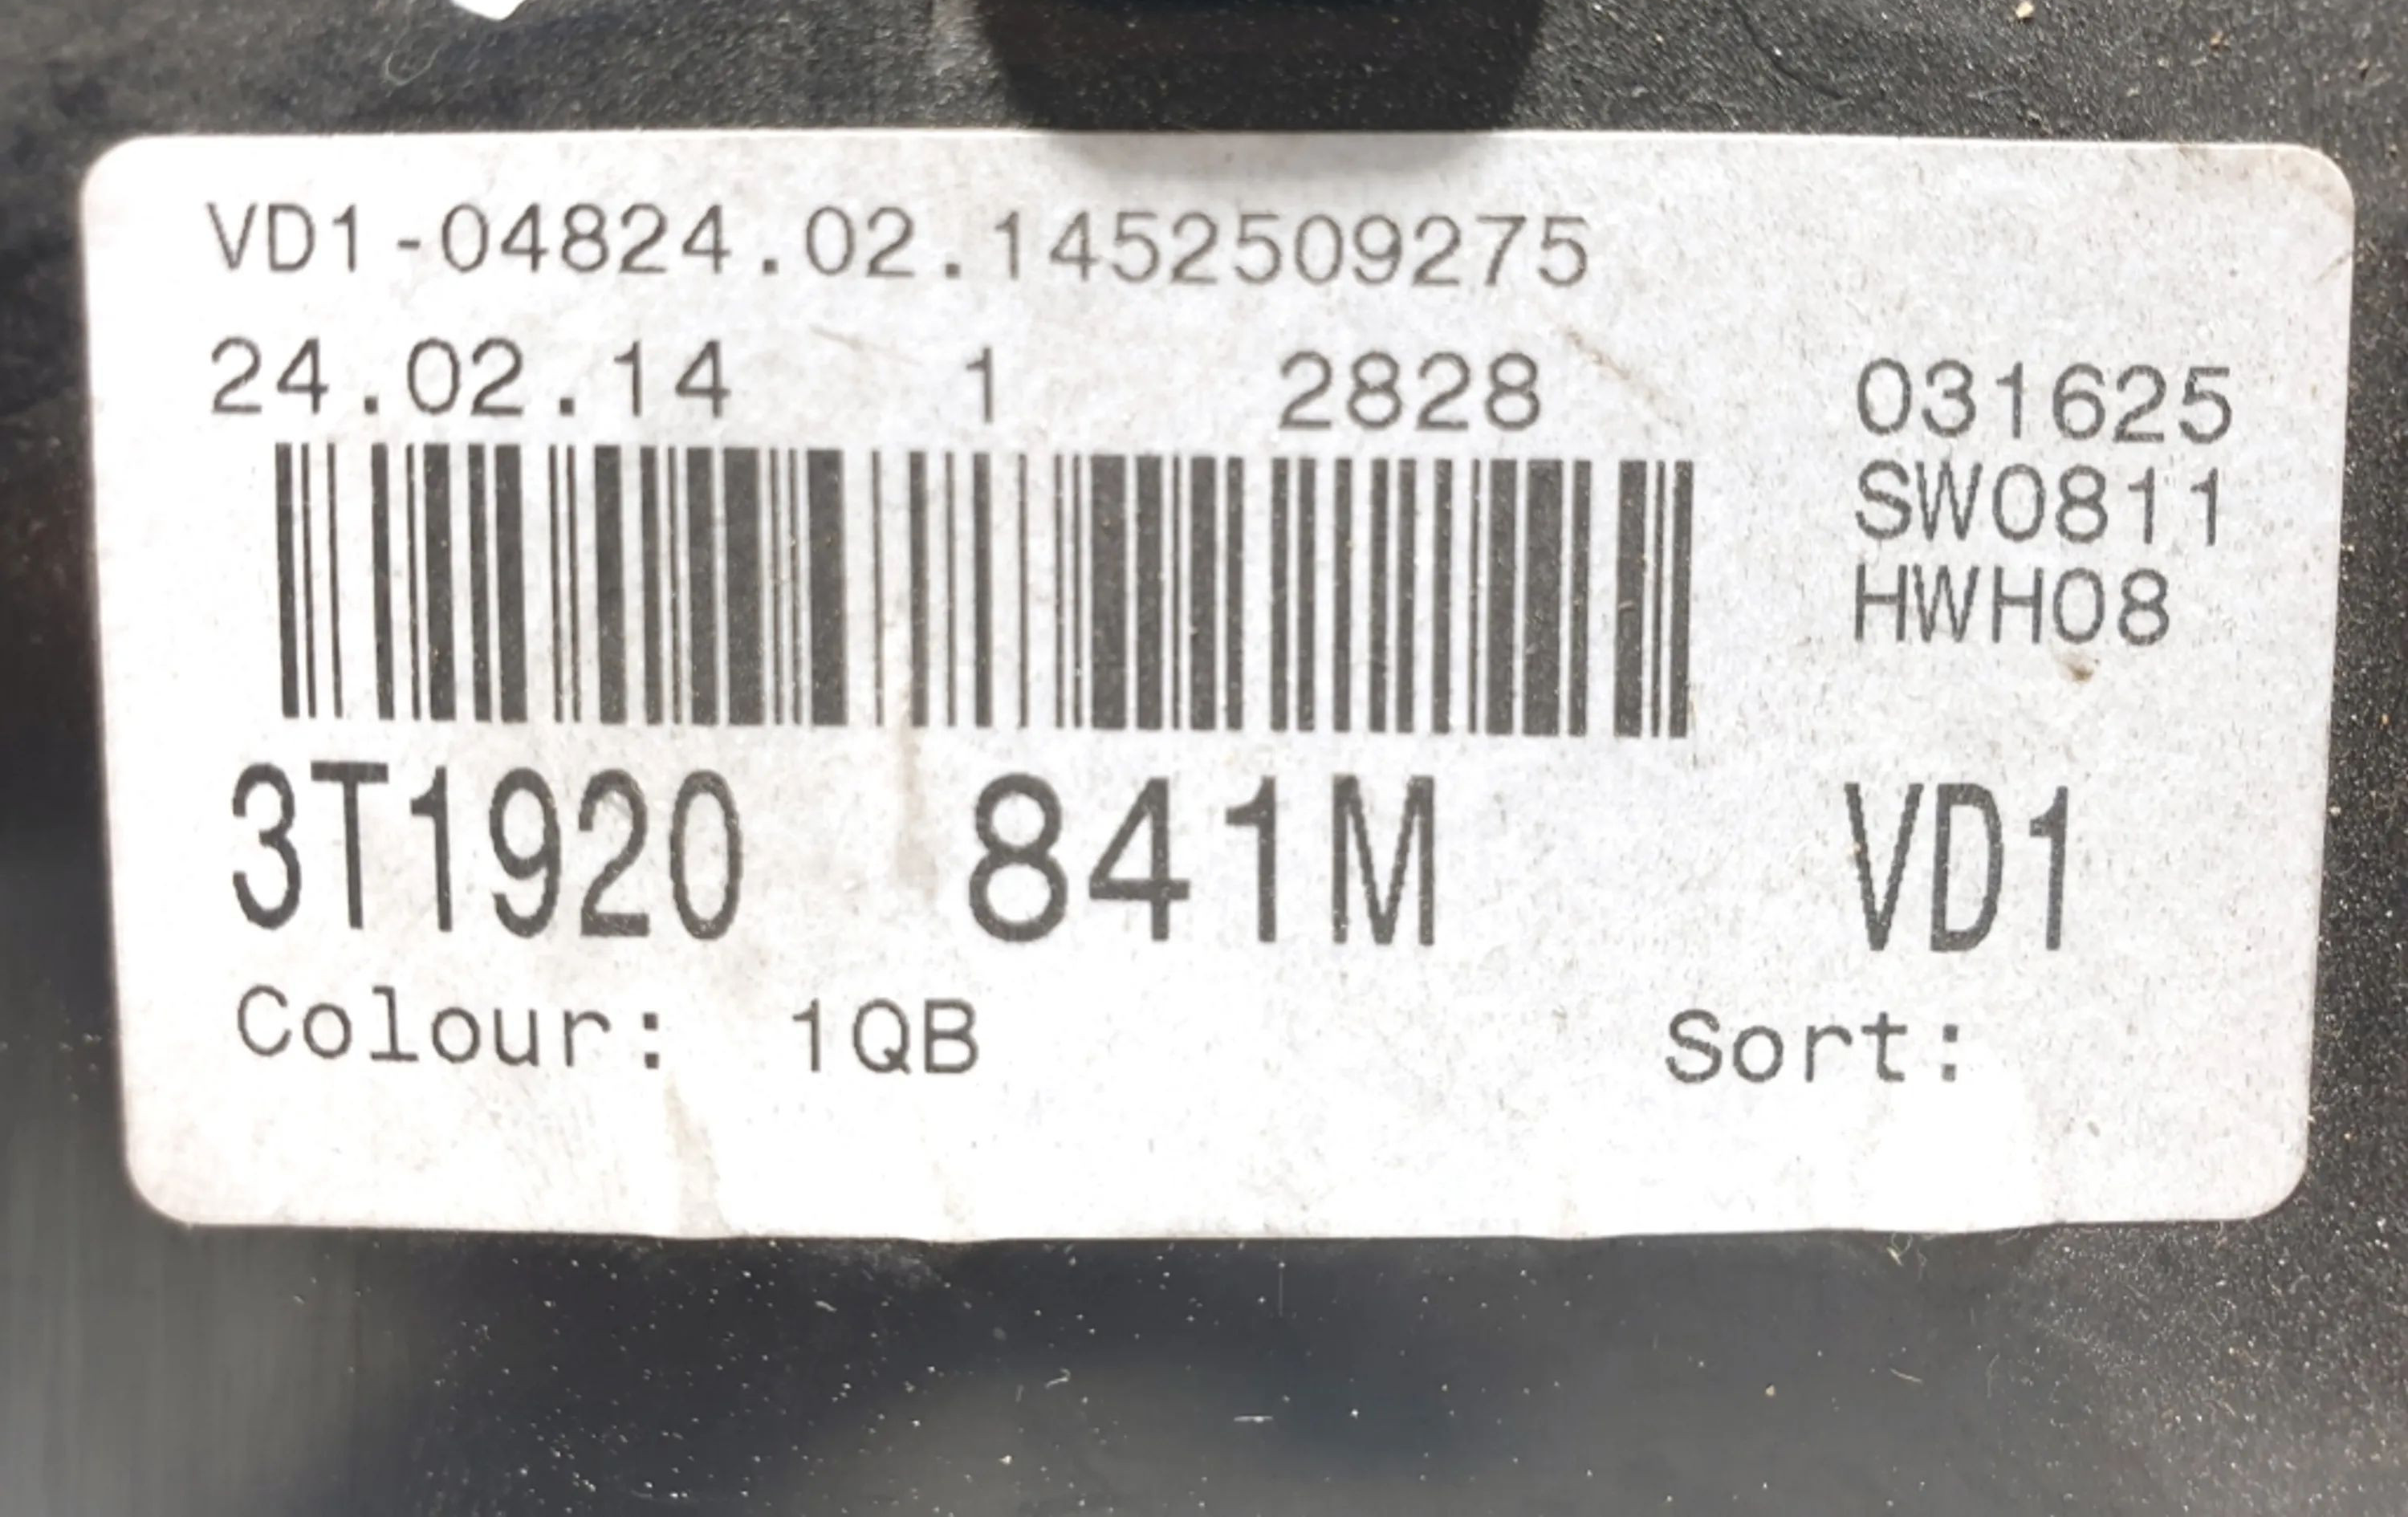 VD1-04824.02.1452509275
24.02.14 1 2828 031625
SW0811
HWH08
3T1920 841M VD1
Colour: 1QB Sort: